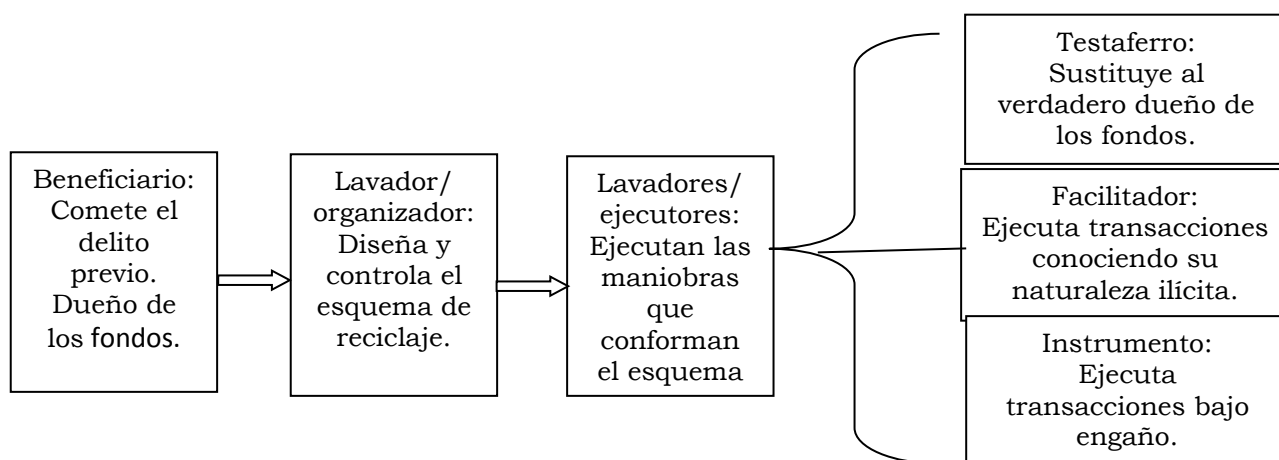 Beneficiario:
Comete el
delito
previo.
Dueño de
los fondos.
Lavador/
organizador:
Diseña y
controla el
esquema de
reciclaje.
Lavadores/
ejecutores:
Ejecutan las
maniobras
que
conforman
el esquema
Testaferro:
Sustituye al
verdadero dueño de
los fondos.
Facilitador:
Ejecuta transacciones
conociendo su
naturaleza ilícita.
Instrumento:
Ejecuta
transacciones bajo
engaño.